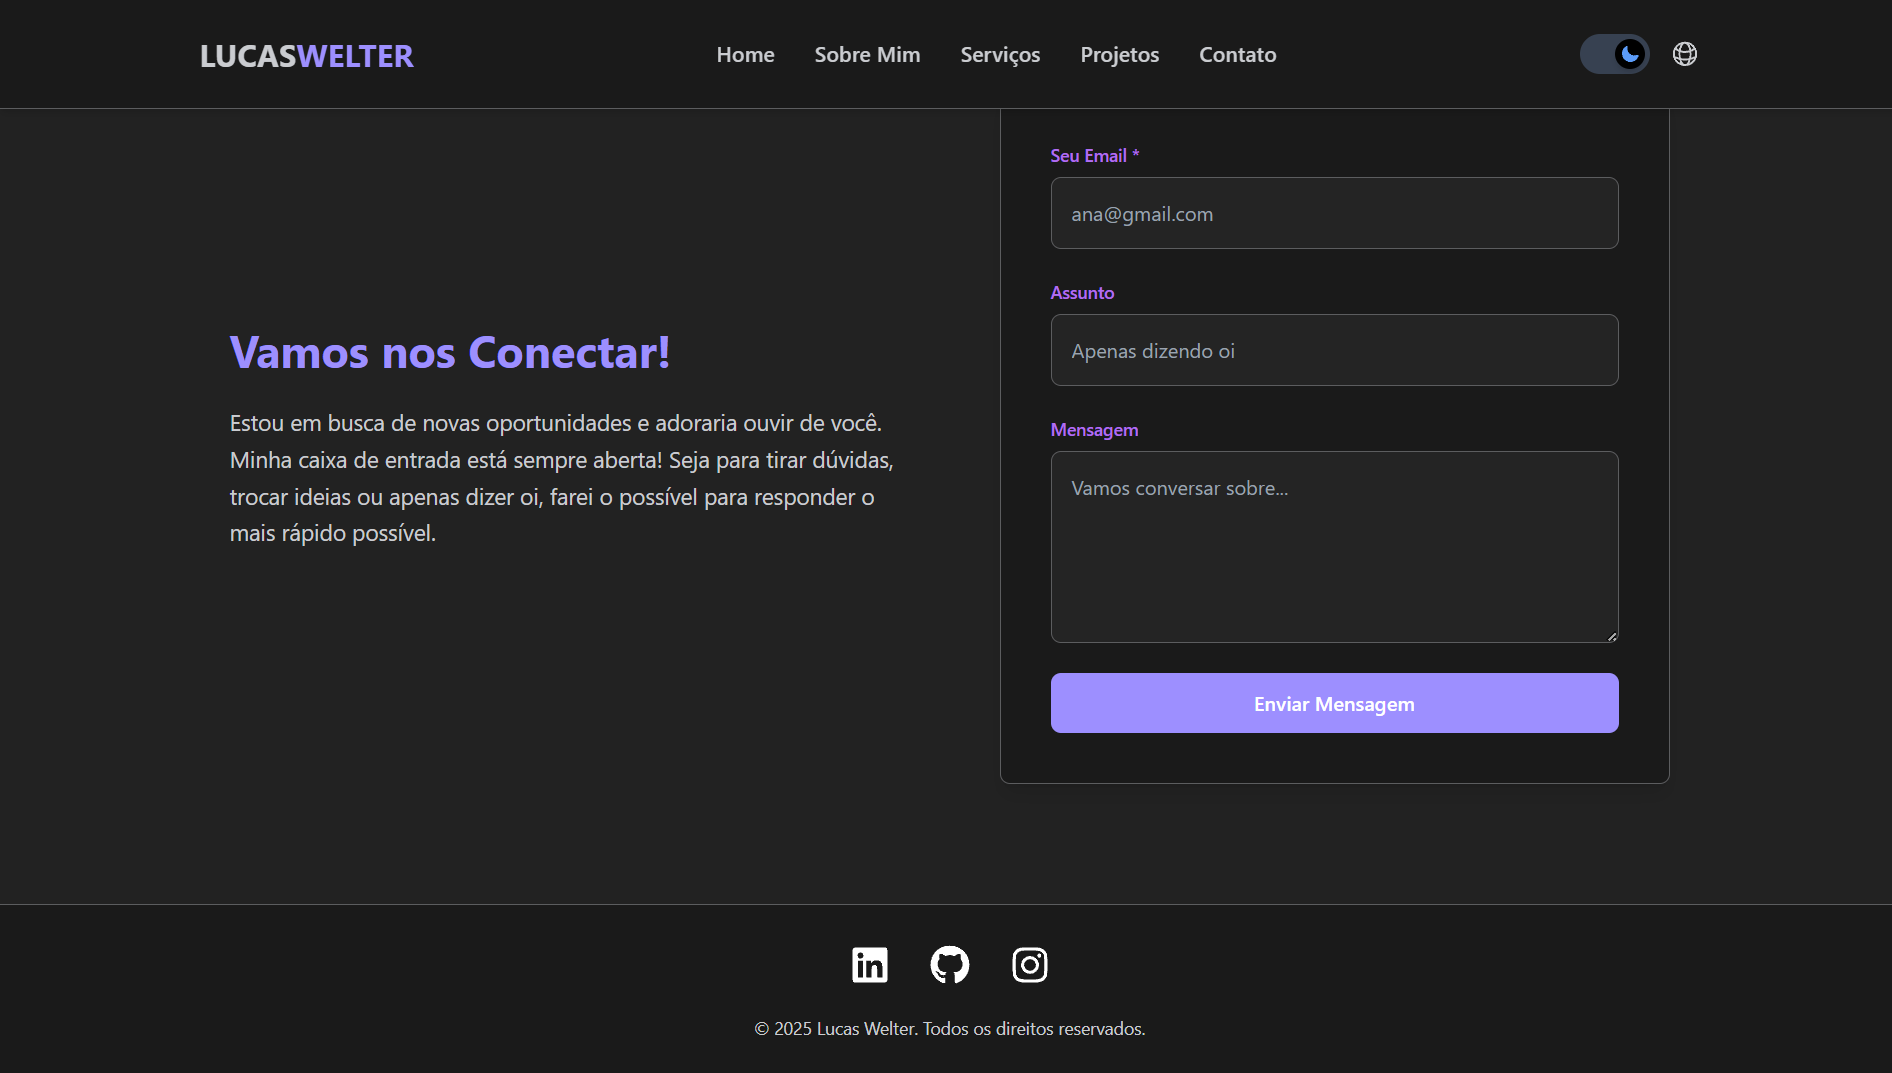 LUCASWELTER
Home Sobre Mim Serviços Projetos Contato
Vamos nos Conectar!
Estou em busca de novas oportunidades e adoraria ouvir de você.
Minha caixa de entrada está sempre aberta! Seja para tirar dúvidas,
trocar ideias ou apenas dizer oi, farei o possível para responder o
mais rápido possível.
Seu Email *
ana@gmail.com
Assunto
Apenas dizendo oi
Mensagem
Vamos conversar sobre...
Enviar Mensagem
© 2025 Lucas Welter. Todos os direitos reservados.